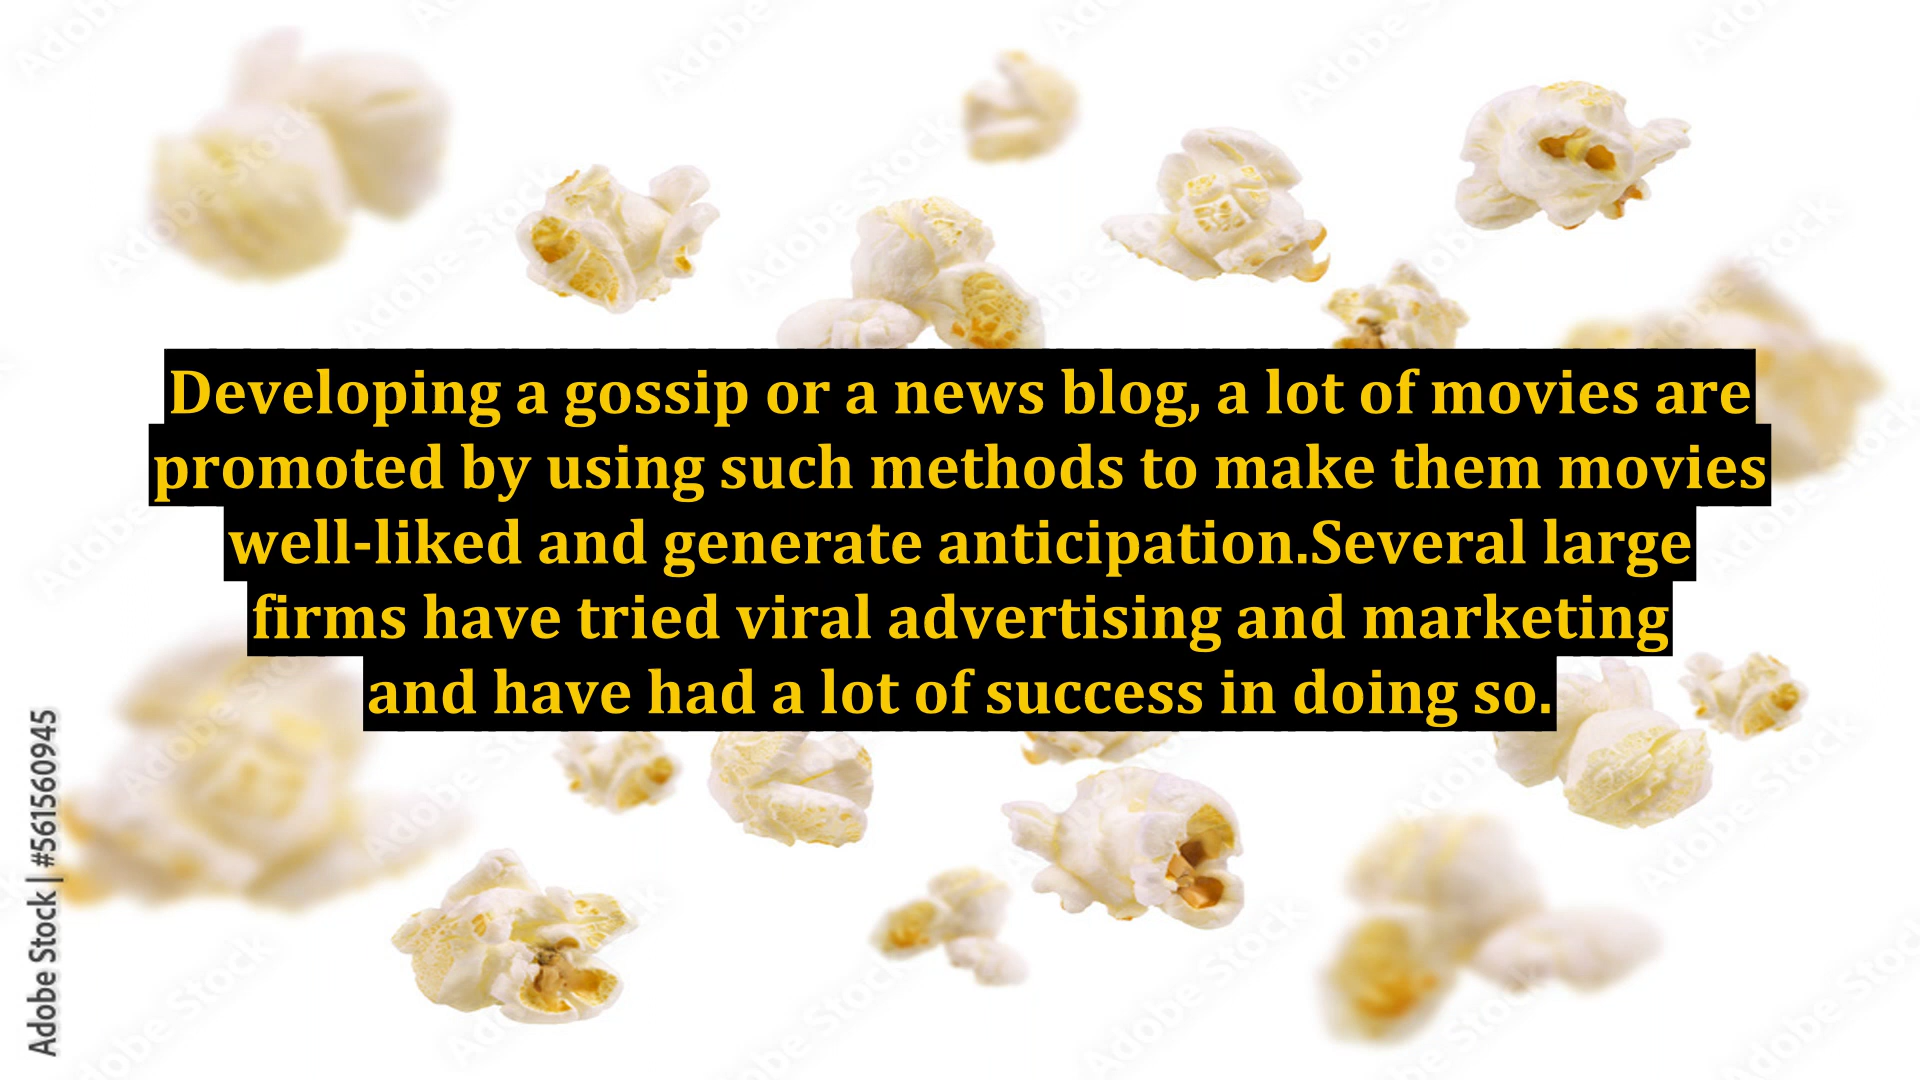 Developing a gossip or a news blog, a lot of movies are
promoted by using such methods to make them movies
well-liked and generate anticipation.Several large
firms have tried viral advertising and marketing
and have had a lot of success in doing so.
Adobe Stock | #561560945
Adobe Stock